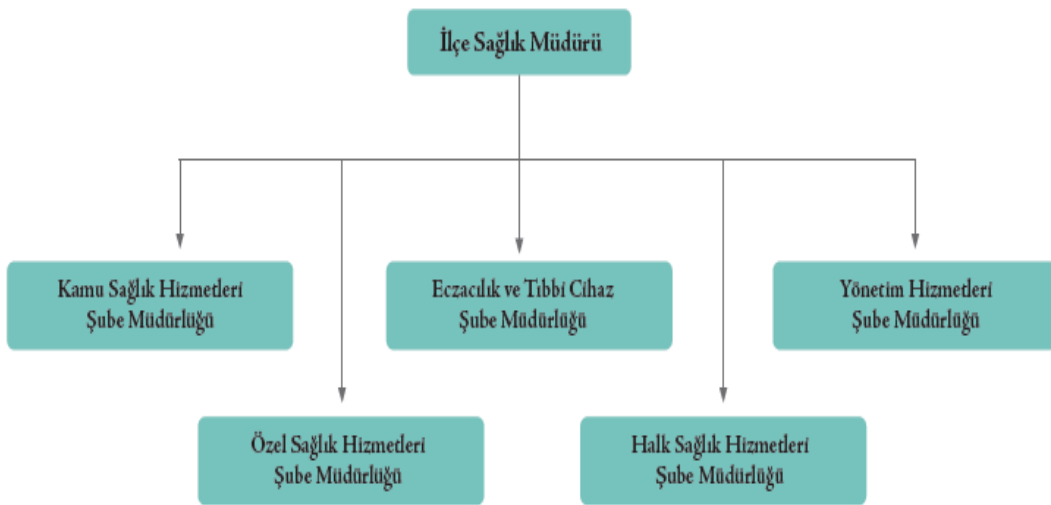 İlçe Sağlık Müdürü
Kamu Sağlık Hizmetleri
Şube Müdürlüğü
Eczacılık ve Tıbbi Cihaz
Şube Müdürlüğü
Yönetim Hizmetleri
Şube Müdürlüğü
Özel Sağlık Hizmetleri
Şube Müdürlüğü
Halk Sağlık Hizmetleri
Şube Müdürlüğü